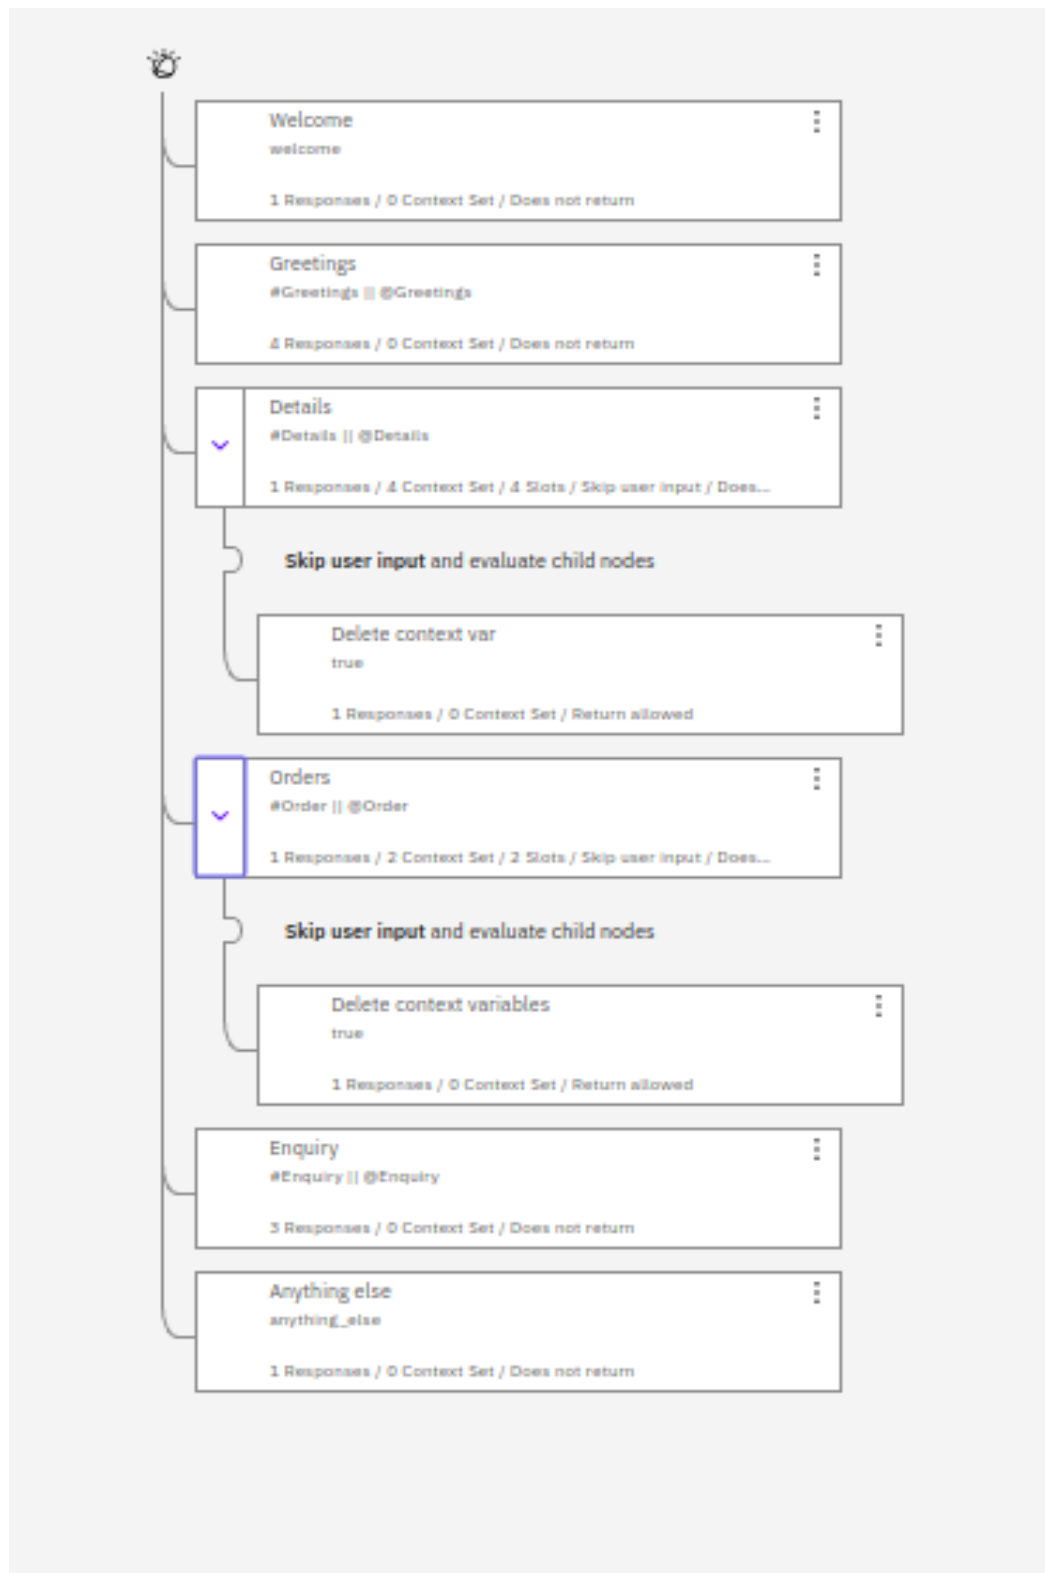 Welcome
welcome
1 Responses / 0 Context Set / Does not return
Greetings
#Greetings || @Greetings
4 Responses / 0 Context Set / Does not return
Details
#Details || @Details
1 Responses / 4 Context Set / 4 Slots / Skip user input / Does...
Skip user input and evaluate child nodes
Delete context var
true
1 Responses / 0 Context Set / Return allowed
Orders
#Order || @Order
1 Responses / 2 Context Set / 2 Slots / Skip user input / Does...
Skip user input and evaluate child nodes
Delete context variables
true
1 Responses / 0 Context Set / Return allowed
Enquiry
#Enquiry || @Enquiry
3 Responses / 0 Context Set / Does not return
Anything else
anything_else
1 Responses / 0 Context Set / Does not return